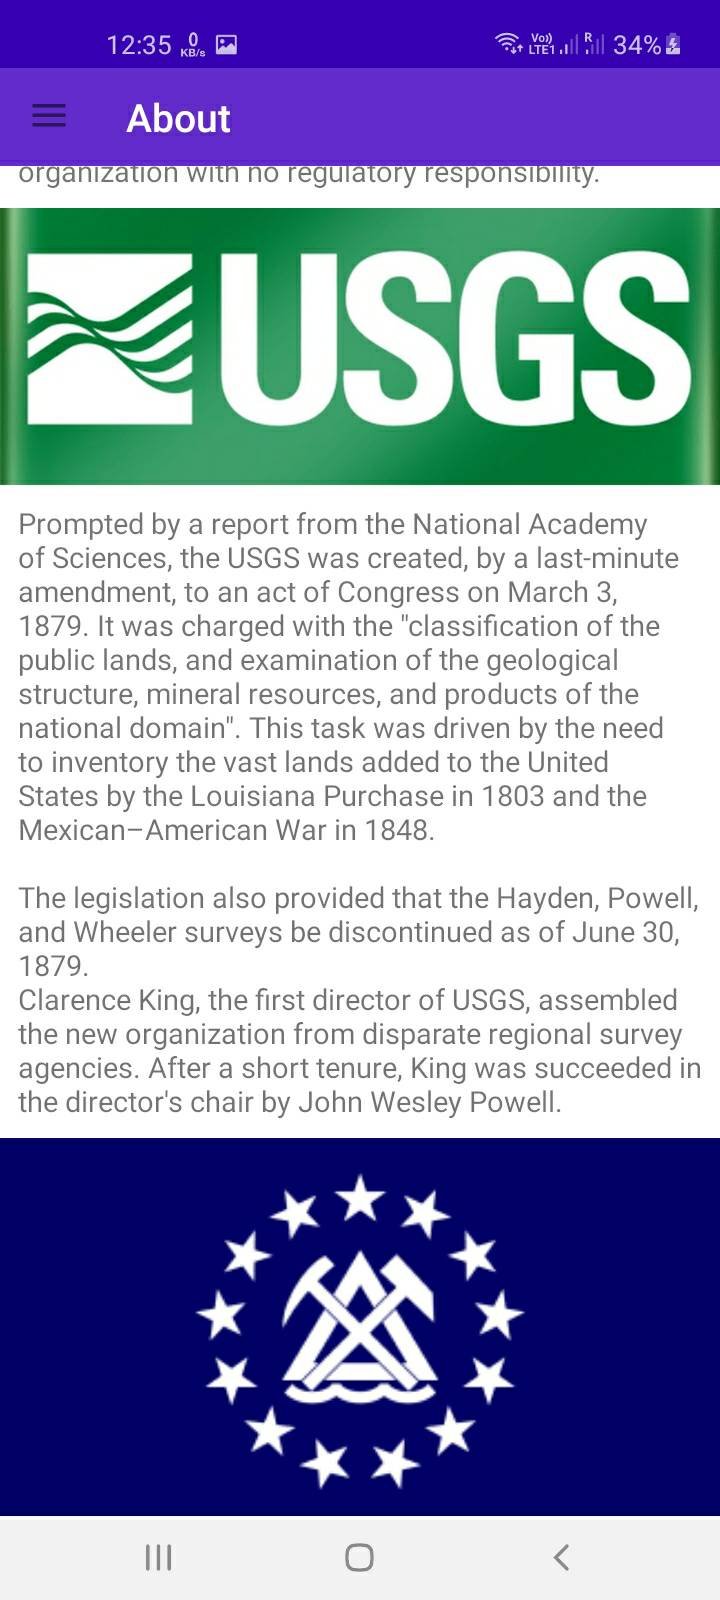 12:35 0 KB/s Vo)) LTE1 R 34%
About
organization with no regulatory responsibility.
USGS
Prompted by a report from the National Academy
of Sciences, the USGS was created, by a last-minute
amendment, to an act of Congress on March 3,
1879. It was charged with the "classification of the
public lands, and examination of the geological
structure, mineral resources, and products of the
national domain". This task was driven by the need
to inventory the vast lands added to the United
States by the Louisiana Purchase in 1803 and the
Mexican–American War in 1848.
The legislation also provided that the Hayden, Powell,
and Wheeler surveys be discontinued as of June 30,
1879.
Clarence King, the first director of USGS, assembled
the new organization from disparate regional survey
agencies. After a short tenure, King was succeeded in
the director's chair by John Wesley Powell.